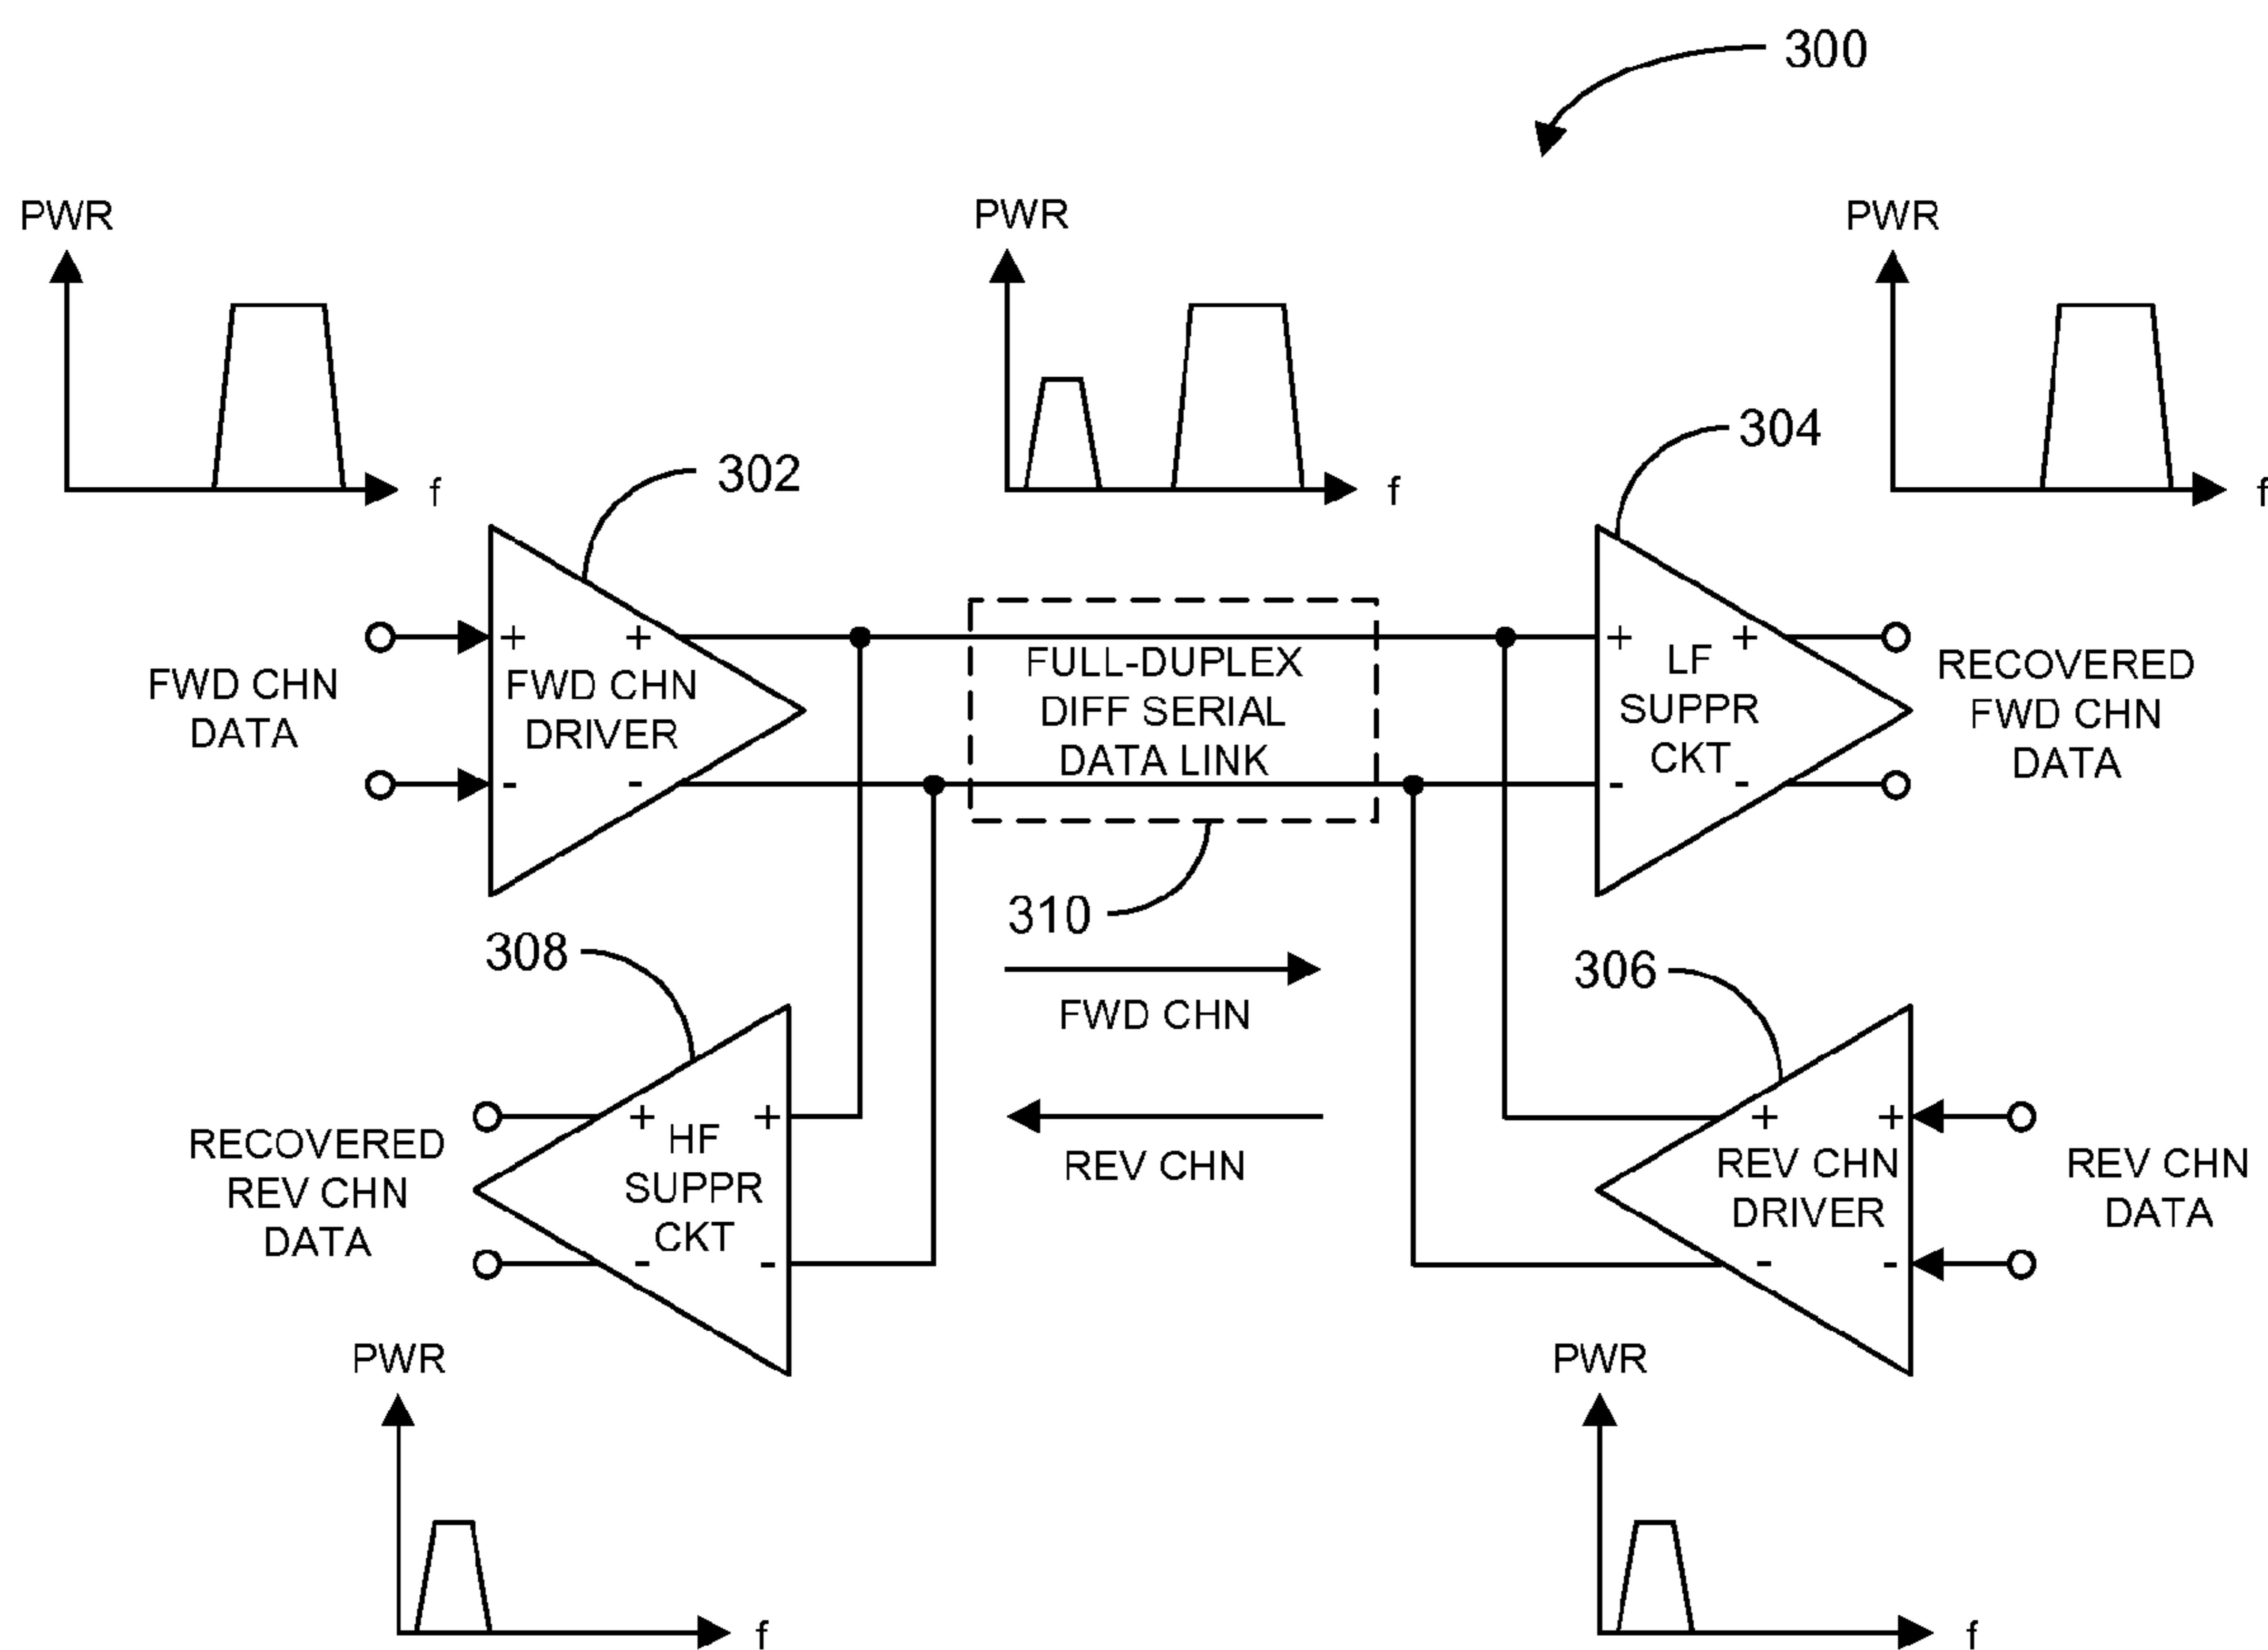 300
PWR
PWR
PWR
f
f
f
302
304
FWD CHN
DATA
+
-
+
-
FWD CHN
DRIVER
FULL-DUPLEX
DIFF SERIAL
DATA LINK
+
-
+
-
LF
SUPPR
CKT
RECOVERED
FWD CHN
DATA
310
308
306
FWD CHN
REV CHN
RECOVERED
REV CHN
DATA
+
-
+
-
HF
SUPPR
CKT
+
-
+
-
REV CHN
DRIVER
REV CHN
DATA
PWR
PWR
f
f